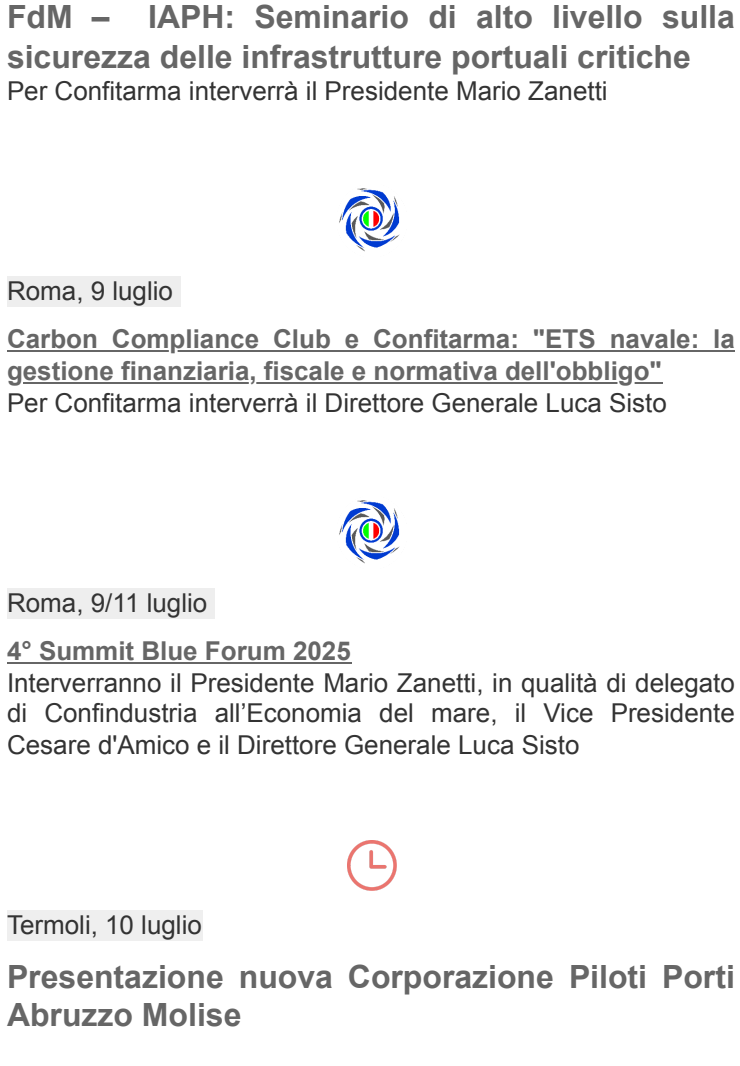 FdM – IAPH: Seminario di alto livello sulla
sicurezza delle infrastrutture portuali critiche
Per Confitarma interverrà il Presidente Mario Zanetti
Roma, 9 luglio
Carbon Compliance Club e Confitarma: "ETS navale: la
gestione finanziaria, fiscale e normativa dell'obbligo"
Per Confitarma interverrà il Direttore Generale Luca Sisto
Roma, 9/11 luglio
4° Summit Blue Forum 2025
Interverranno il Presidente Mario Zanetti, in qualità di delegato
di Confindustria all’Economia del mare, il Vice Presidente
Cesare d'Amico e il Direttore Generale Luca Sisto
Termoli, 10 luglio
Presentazione nuova Corporazione Piloti Porti
Abruzzo Molise